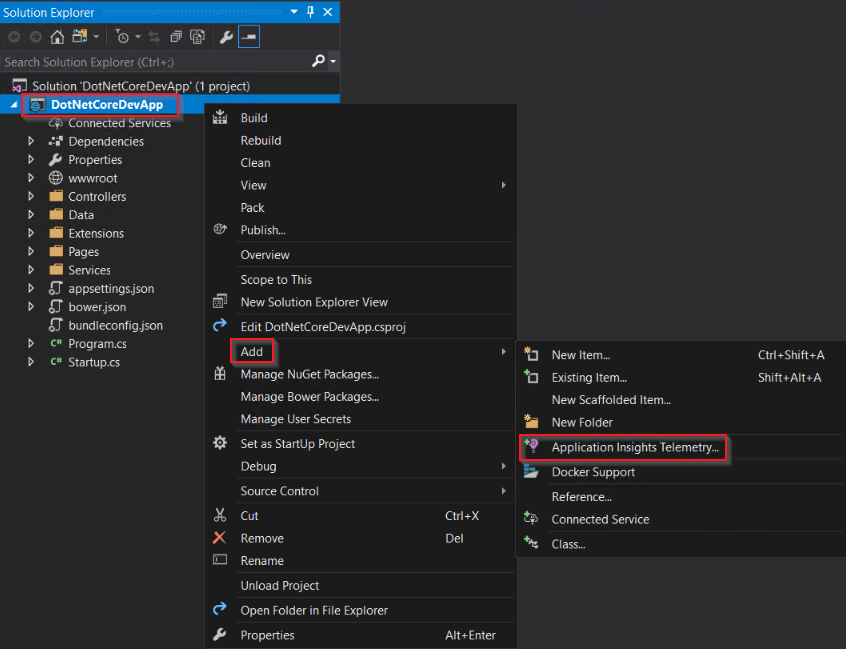 Solution Explorer
Search Solution Explorer (Ctrl+;)
Solution 'DotNetCoreDevApp' (1 project)
DotNetCoreDevApp
Connected Services
Dependencies
Properties
wwwroot
Controllers
Data
Extensions
Pages
Services
appsettings.json
bower.json
bundleconfig.json
C# Program.cs
C# Startup.cs
Build
Rebuild
Clean
View
Pack
Publish...
Overview
Scope to This
New Solution Explorer View
Edit DotNetCoreDevApp.csproj
Add
Manage NuGet Packages...
Manage Bower Packages...
Manage User Secrets
Set as StartUp Project
Debug
Source Control
Cut Ctrl+X
Remove Del
Rename
Unload Project
Open Folder in File Explorer
Properties Alt+Enter
New Item... Ctrl+Shift+A
Existing Item... Shift+Alt+A
New Scaffolded Item...
New Folder
Application Insights Telemetry...
Docker Support
Reference...
Connected Service
Class...